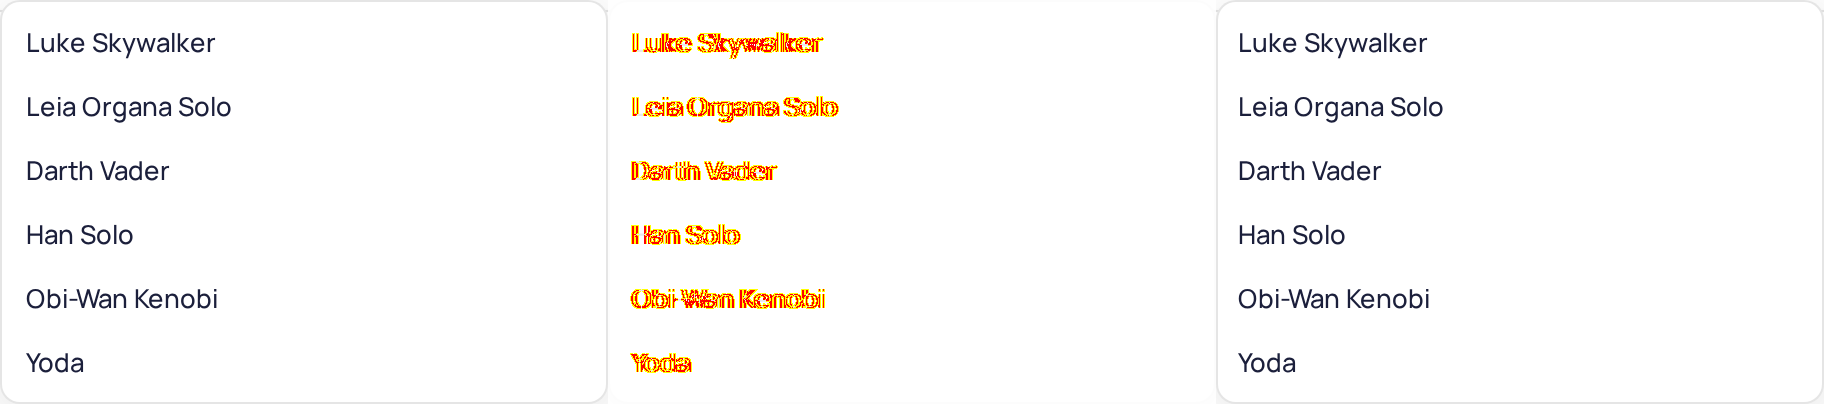 Luke Skywalker Luke Skywalker Luke Skywalker
Leia Organa Solo Leia Organa Solo Leia Organa Solo
Darth Vader Darth Vader Darth Vader
Han Solo Han Solo Han Solo
Obi-Wan Kenobi Obi-Wan Kenobi Obi-Wan Kenobi
Yoda Yoda Yoda